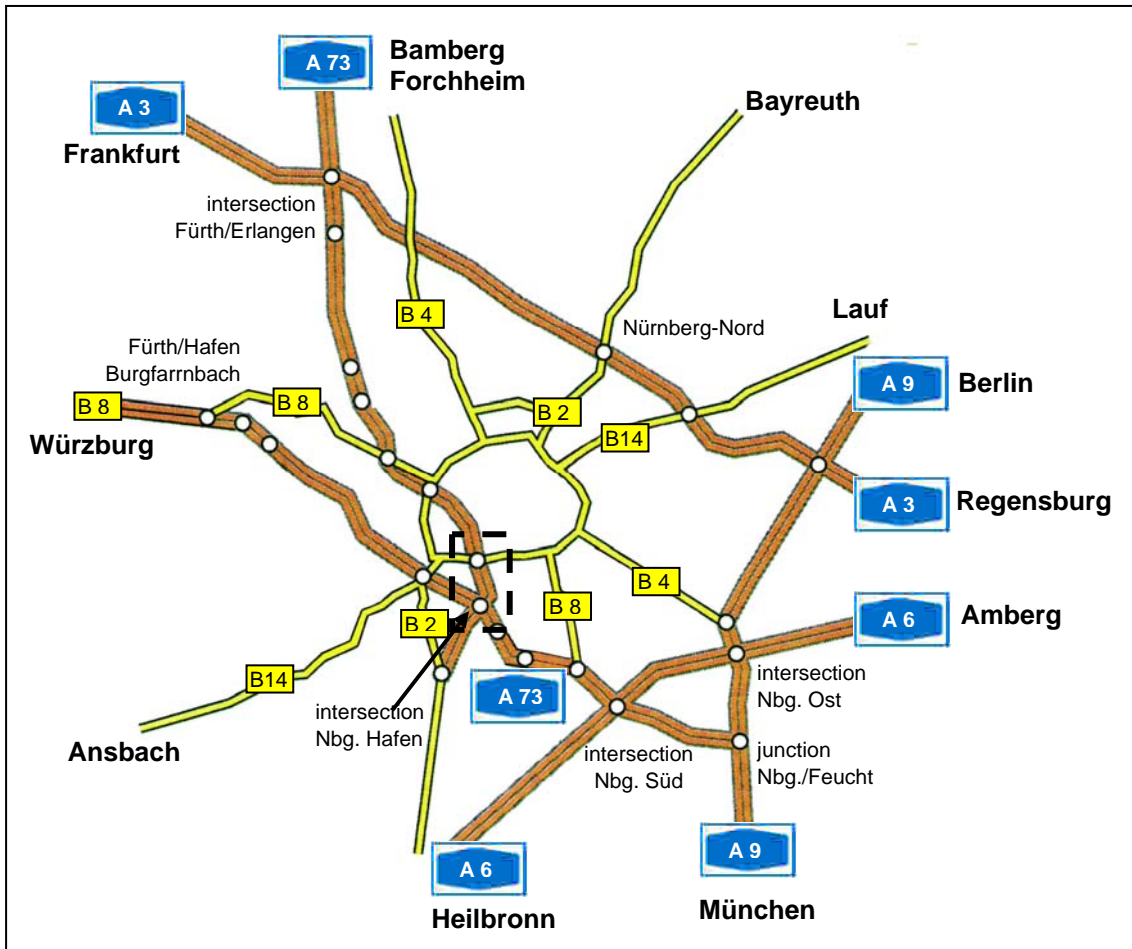 A 73
Bamberg
Forchheim
A 3
Frankfurt
Bayreuth
intersection
Fürth/Erlangen
B 4
Nürnberg-Nord
Lauf
Fürth/Hafen
Burgfarrnbach
A 9
Berlin
B 8
B 8
B 2
B14
Würzburg
A 3
Regensburg
B 4
B 8
B 2
A 6
Amberg
B14
A 73
intersection
Nbg. Ost
intersection
Nbg. Hafen
Ansbach
intersection
Nbg. Süd
junction
Nbg./Feucht
A 6
A 9
Heilbronn
München